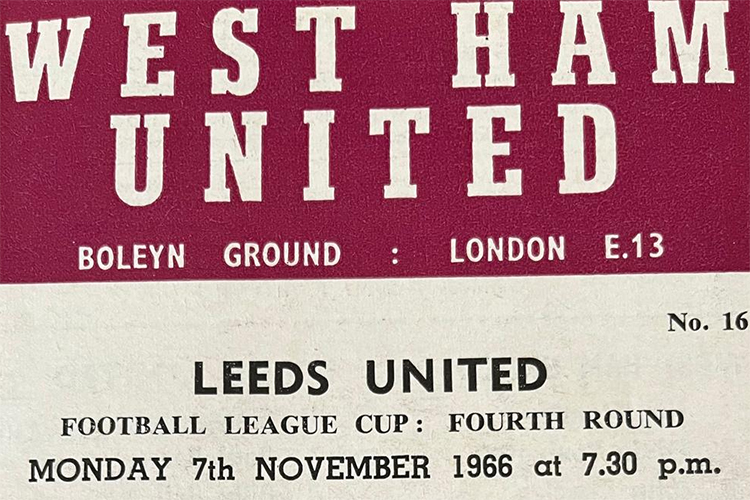 WEST HAM
UNITED
BOLEYN GROUND : LONDON E.13
No. 16
LEEDS UNITED
FOOTBALL LEAGUE CUP: FOURTH ROUND
MONDAY 7th NOVEMBER 1966 at 7.30 p.m.